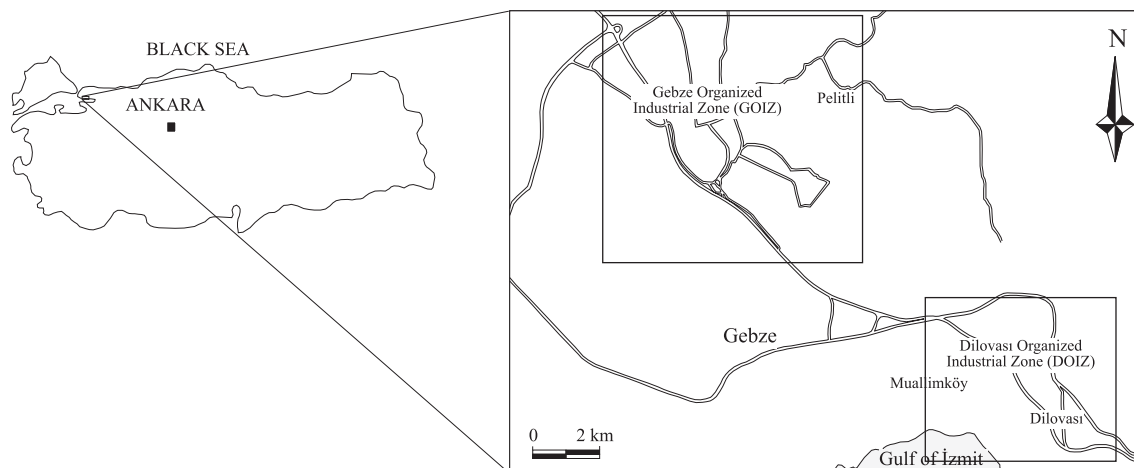 BLACK SEA
ANKARA
N
Gebze Organized
Industrial Zone (GOIZ)
Pelitli
Gebze
Dilovası Organized
Industrial Zone (DOIZ)
Muallimköy
Dilovası
0 2 km
Gulf of İzmit